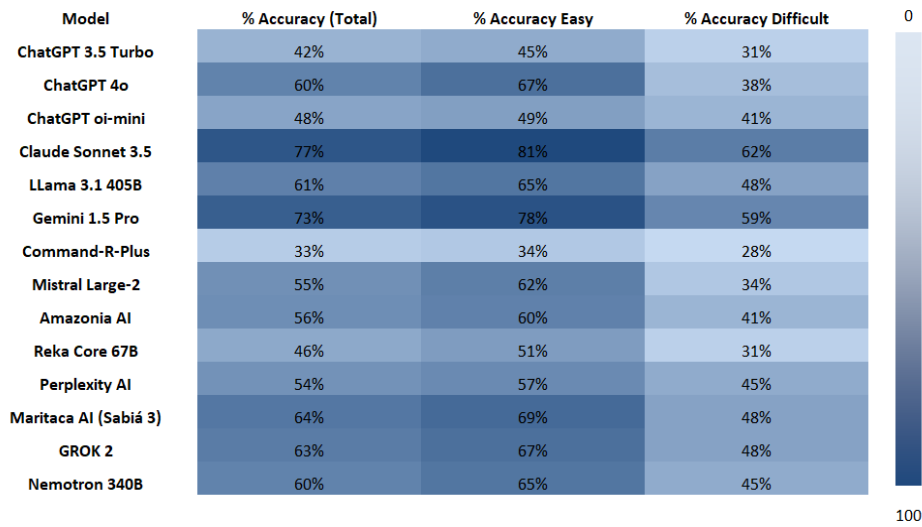 Model % Accuracy (Total) % Accuracy Easy % Accuracy Difficult 0
ChatGPT 3.5 Turbo 42% 45% 31%
ChatGPT 4o 60% 67% 38%
ChatGPT oi-mini 48% 49% 41%
Claude Sonnet 3.5 77% 81% 62%
LLama 3.1 405B 61% 65% 48%
Gemini 1.5 Pro 73% 78% 59%
Command-R-Plus 33% 34% 28%
Mistral Large-2 55% 62% 34%
Amazonia AI 56% 60% 41%
Reka Core 67B 46% 51% 31%
Perplexity AI 54% 57% 45%
Maritaca AI (Sabiá 3) 64% 69% 48%
GROK 2 63% 67% 48%
Nemotron 340B 60% 65% 45%
100